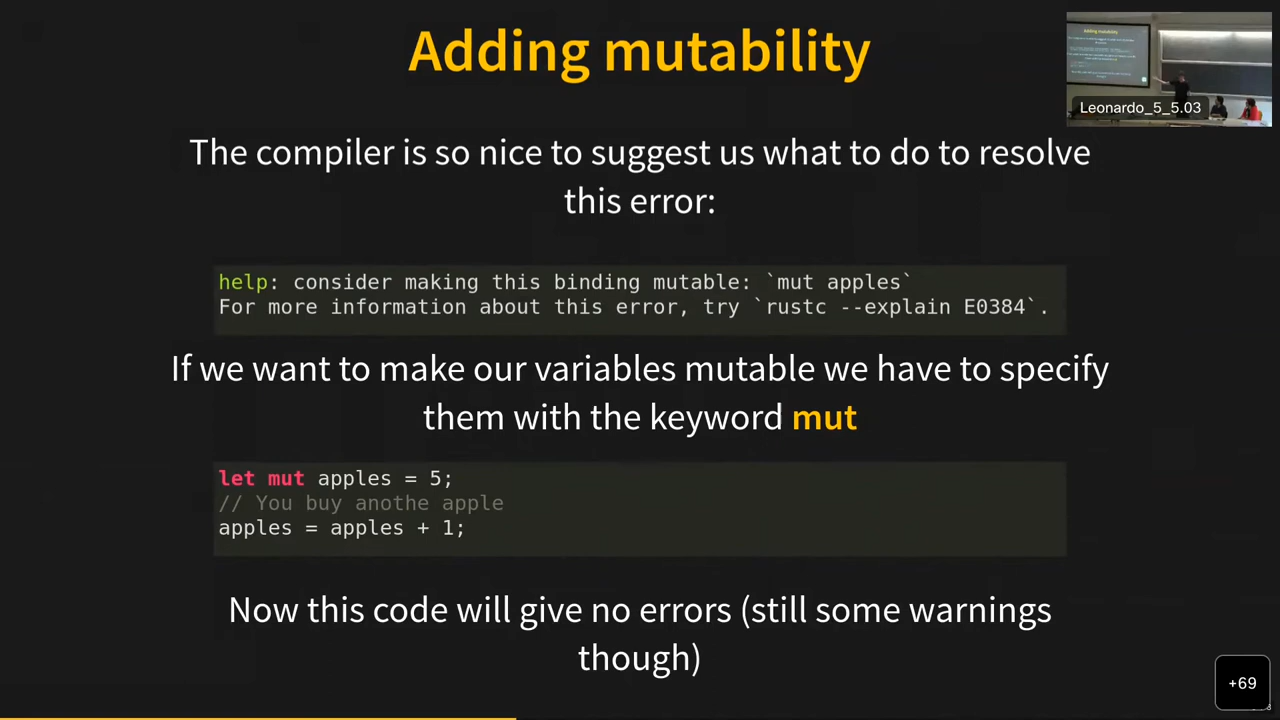 Adding mutability
Leonardo_5_5.03
The compiler is so nice to suggest us what to do to resolve
this error:
help: consider making this binding mutable: `mut apples`
For more information about this error, try `rustc --explain E0384`.
If we want to make our variables mutable we have to specify
them with the keyword mut
let mut apples = 5;
// You buy anothe apple
apples = apples + 1;
Now this code will give no errors (still some warnings
though)
+69